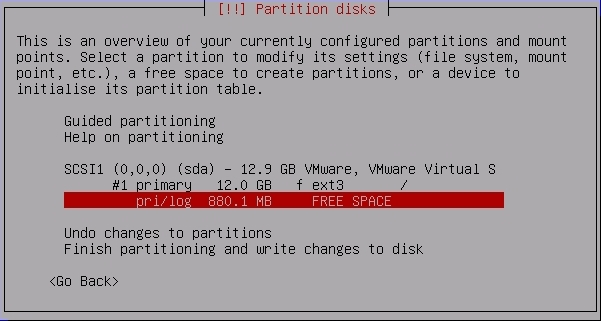 [!!] Partition disks
This is an overview of your currently configured partitions and mount
points. Select a partition to modify its settings (file system, mount
point, etc.), a free space to create partitions, or a device to
initialise its partition table.
Guided partitioning
Help on partitioning
SCSI1 (0,0,0) (sda) - 12.9 GB VMware, VMware Virtual S
#1 primary 12.0 GB f ext3 /
pri/log 880.1 MB FREE SPACE
Undo changes to partitions
Finish partitioning and write changes to disk
<Go Back>